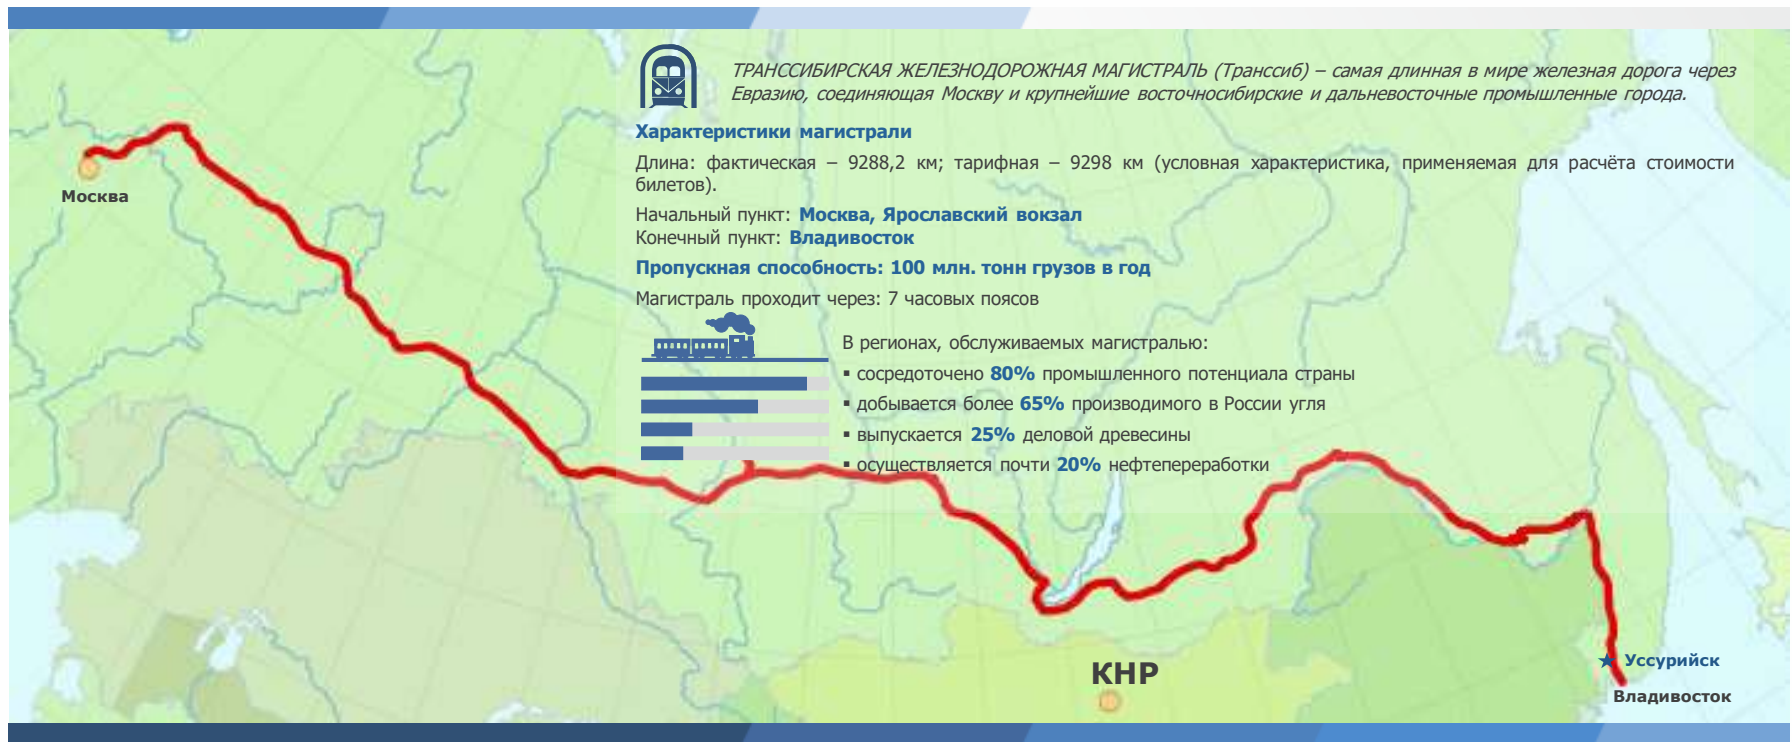 ТРАНССИБИРСКАЯ ЖЕЛЕЗНОДОРОЖНАЯ МАГИСТРАЛЬ (Транссиб) – самая длинная в мире железная дорога через
Евразию, соединяющая Москву и крупнейшие восточносибирские и дальневосточные промышленные города.
Характеристики магистрали
Длина: фактическая – 9288,2 км; тарифная – 9298 км (условная характеристика, применяемая для расчёта стоимости
билетов).
Москва
Начальный пункт: Москва, Ярославский вокзал
Конечный пункт: Владивосток
Пропускная способность: 100 млн. тонн грузов в год
Магистраль проходит через: 7 часовых поясов
В регионах, обслуживаемых магистралью:
▪ сосредоточено 80% промышленного потенциала страны
▪ добывается более 65% производимого в России угля
▪ выпускается 25% деловой древесины
▪ осуществляется почти 20% нефтепереработки
КНР
Уссурийск
Владивосток